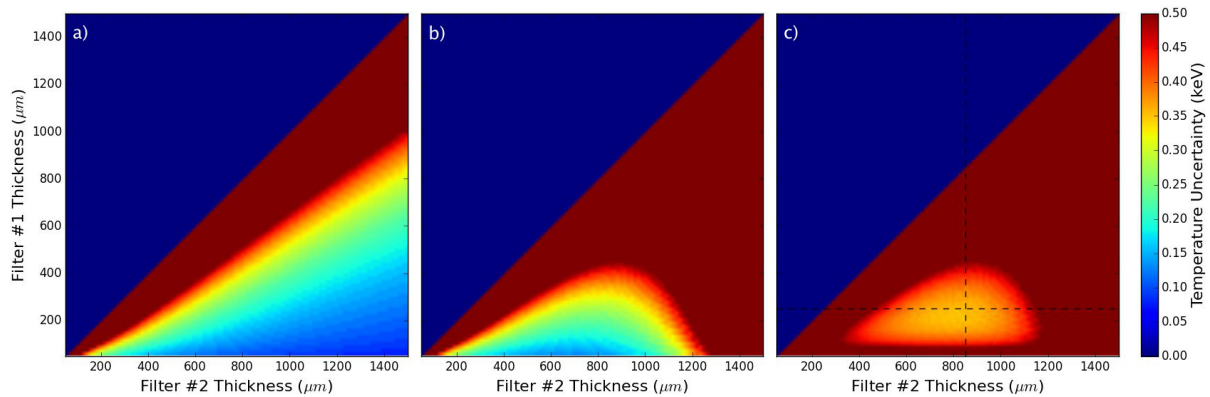 a)
b)
c)
1400
1200
1000
800
600
400
200
Filter #1 Thickness (μm)
200 400 600 800 1000 1200 1400
Filter #2 Thickness (μm)
200 400 600 800 1000 1200 1400
Filter #2 Thickness (μm)
200 400 600 800 1000 1200 1400
Filter #2 Thickness (μm)
0.50
0.45
0.40
0.35
0.30
0.25
0.20
0.15
0.10
0.05
0.00
Temperature Uncertainty (keV)